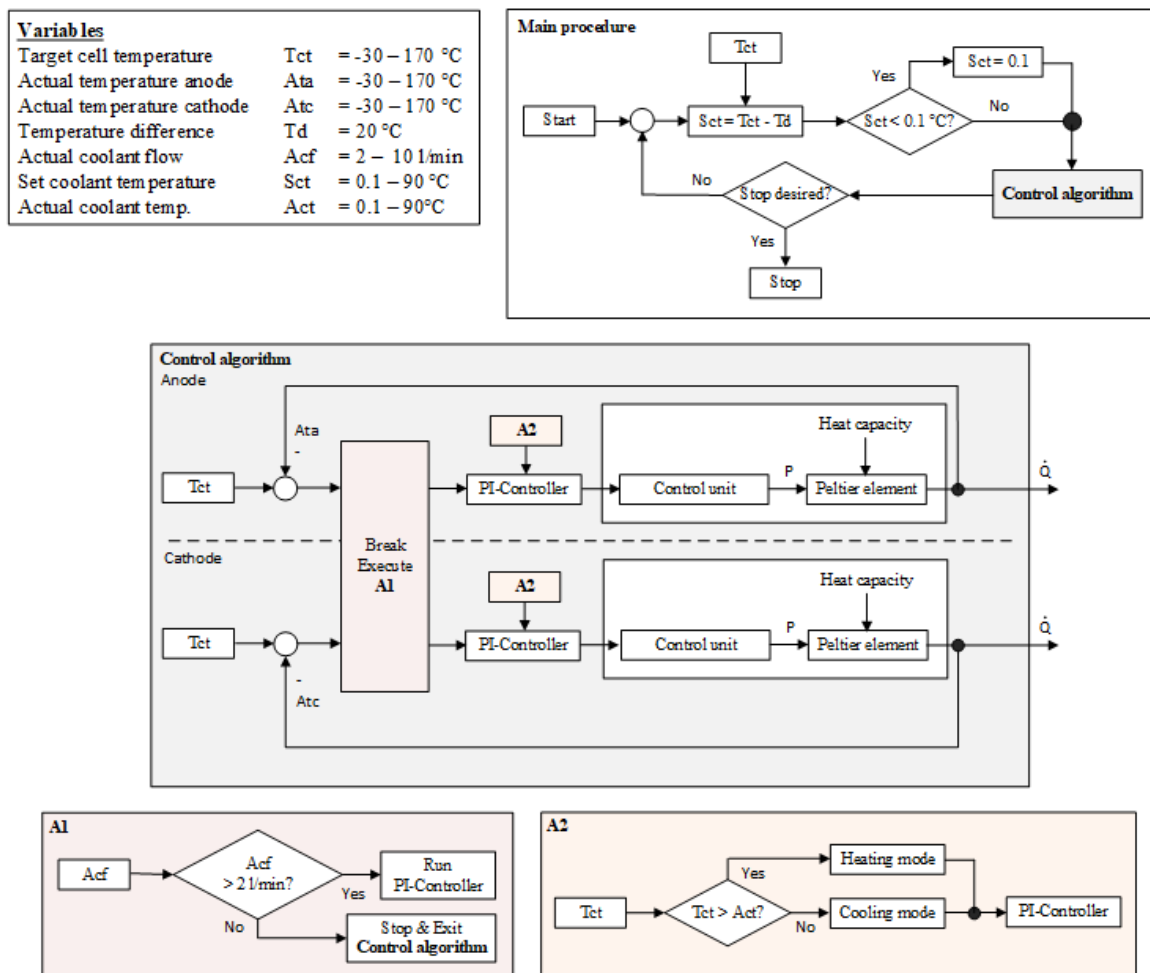 Variables
Target cell temperature Tct = -30 – 170 °C
Actual temperature anode Ata = -30 – 170 °C
Actual temperature cathode Atc = -30 – 170 °C
Temperature difference Td = 20 °C
Actual coolant flow Acf = 2 – 10 l/min
Set coolant temperature Sct = 0.1 – 90 °C
Actual coolant temp. Act = 0.1 – 90°C
Main procedure
Tct
Yes
Sct = 0.1
Start
Sct = Tct - Td
Sct < 0.1 °C?
No
No
Stop desired?
Control algorithm
Yes
Stop
Control algorithm
Anode
Ata
-
A2
Heat capacity
Tct
PI-Controller
Control unit
P
Peltier element
Q̇
Break
Execute
A1
Cathode
A2
Heat capacity
Tct
PI-Controller
Control unit
P
Peltier element
Q̇
-
Atc
A1
Acf
Acf
> 2 l/min?
Yes
Run
PI-Controller
No
Stop & Exit
Control algorithm
A2
Tct
Tct > Act?
Yes
Heating mode
No
Cooling mode
PI-Controller